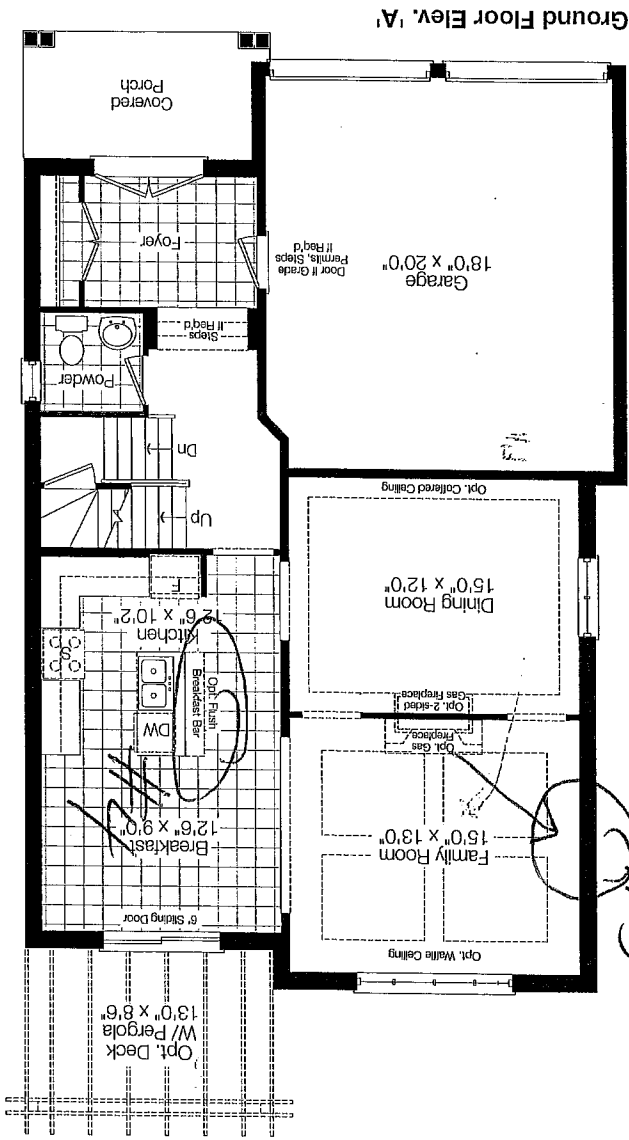 Opt. Deck
W/ Pergola
13'0" x 8'6"
Opt. Waffle Ceiling
6' Sliding Door
Family Room
15'0" x 13'0"
Breakfast
12'6" x 9'0"
Opt. Gas
Fireplace
Opt. 2-sided
Gas Fireplace
DW
Opt. Flush
Breakfast Bar
Kitchen
12'6" x 10'2"
S
F
Dining Room
15'0" x 12'0"
Opt. Coffered Ceiling
Up
Dn
Powder
Steps
If Req'd
Garage
18'0" x 20'0"
Door If Grade
Permits, Steps
If Req'd
Foyer
Covered
Porch
Ground Floor Elev. 'A'